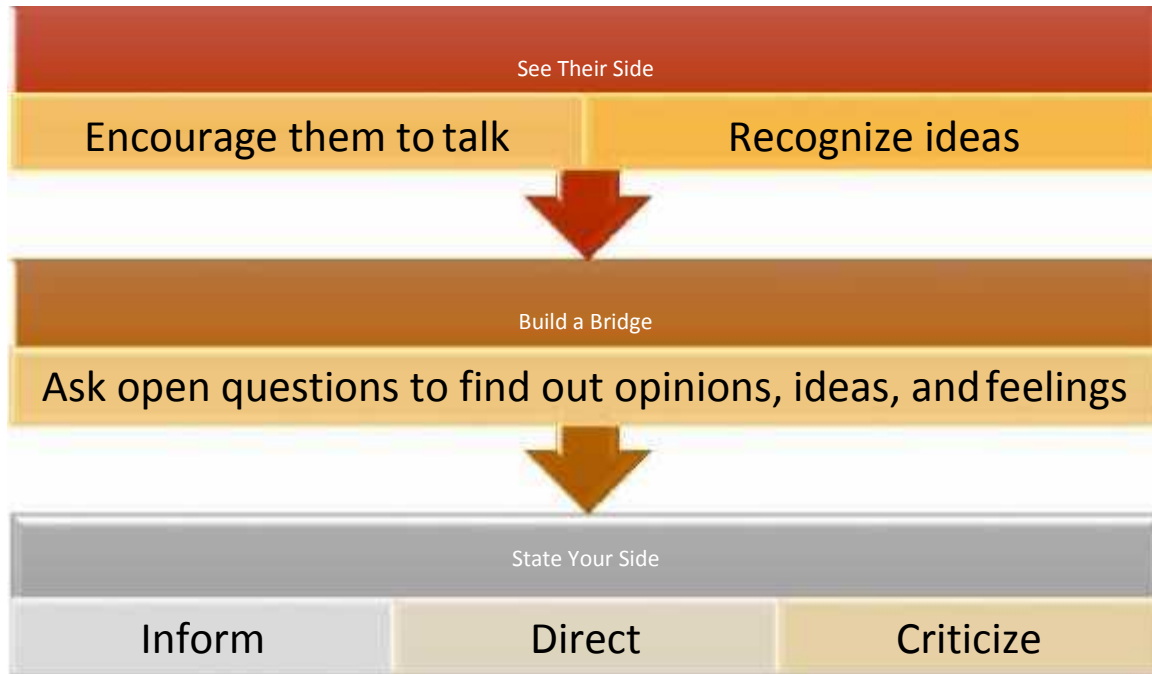 See Their Side
Encourage them to talk
Recognize ideas
Build a Bridge
Ask open questions to find out opinions, ideas, and feelings
State Your Side
Inform
Direct
Criticize